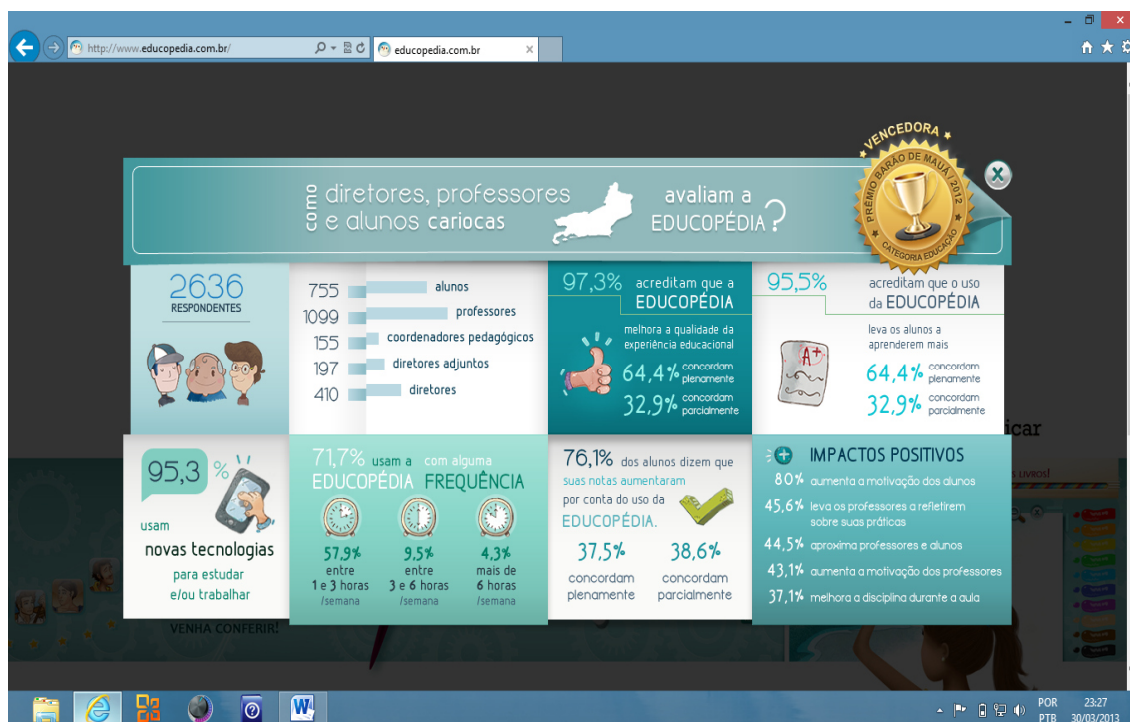 http://www.educopedia.com.br/
educopedia.com.br
VENCEDORA
PRÊMIO BARÃO DE MAUÁ / 2012
CATEGORIA EDUCAÇÃO
como diretores, professores
e alunos cariocas
avaliam a
EDUCOPÉDIA?
2636
RESPONDENTES
755 alunos
1099 professores
155 coordenadores pedagógicos
197 diretores adjuntos
410 diretores
97,3% acreditam que a
EDUCOPÉDIA
melhora a qualidade da
experiência educacional
64,4% concordam plenamente
32,9% concordam parcialmente
95,5% acreditam que o uso
da EDUCOPÉDIA
leva os alunos a
aprenderem mais
A+
64,4% concordam plenamente
32,9% concordam parcialmente
icar
95,3 %
usam
novas tecnologias
para estudar
e/ou trabalhar
71,7% usam a com alguma
EDUCOPÉDIA FREQUÊNCIA
57,9%
entre
1 e 3 horas
/semana
9,5%
entre
3 e 6 horas
/semana
4,3%
mais de
6 horas
/semana
76,1% dos alunos dizem que
suas notas aumentaram
por conta do uso da
EDUCOPÉDIA.
37,5%
concordam
plenamente
38,6%
concordam
parcialmente
IMPACTOS POSITIVOS
80% aumenta a motivação dos alunos
45,6% leva os professores a refletirem
sobre suas práticas
44,5% aproxima professores e alunos
43,1% aumenta a motivação dos professores
37,1% melhora a disciplina durante a aula
S LIVROS!
VENHA CONFERIR!
POR
PTB
23:27
30/03/2013